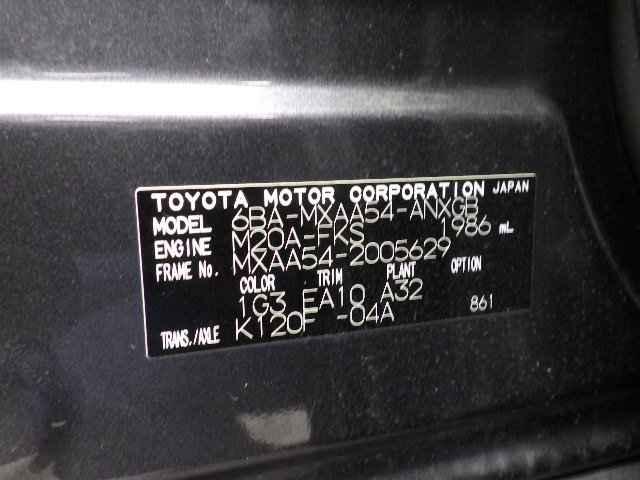 TOYOTA MOTOR CORPORATION JAPAN
MODEL 6BA-MXAA54-ANXGB
ENGINE M20A-FKS 1986 mL
FRAME No. MXAA54-2005629
COLOR TRIM PLANT OPTION
1G3 EA10 A32
TRANS./AXLE K120F -04A 861